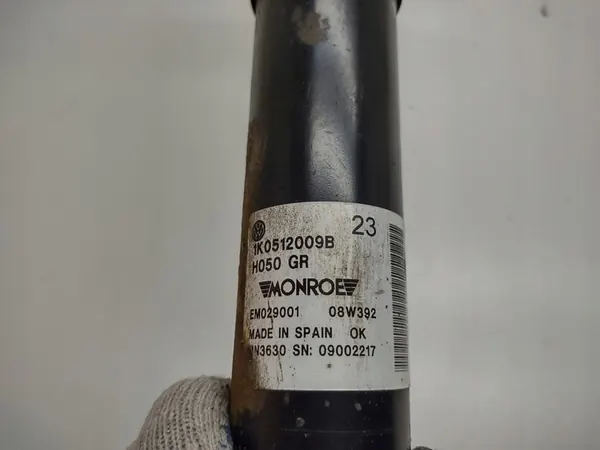 23
1K0512009B
H050 GR
MONROE
EM029001 08W392
MADE IN SPAIN OK
SN: 09002217